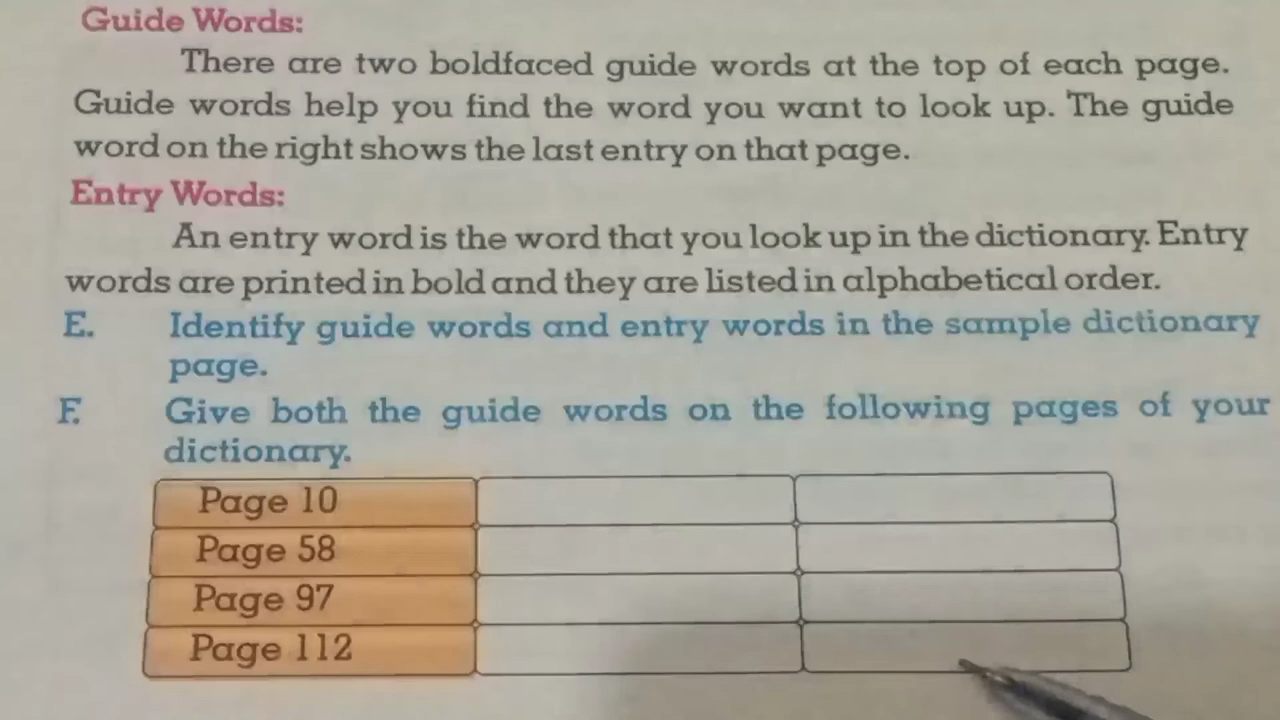 Guide Words:
There are two boldfaced guide words at the top of each page.
Guide words help you find the word you want to look up. The guide
word on the right shows the last entry on that page.
Entry Words:
An entry word is the word that you look up in the dictionary. Entry
words are printed in bold and they are listed in alphabetical order.
E. Identify guide words and entry words in the sample dictionary
page.
F. Give both the guide words on the following pages of your
dictionary.
Page 10
Page 58
Page 97
Page 112